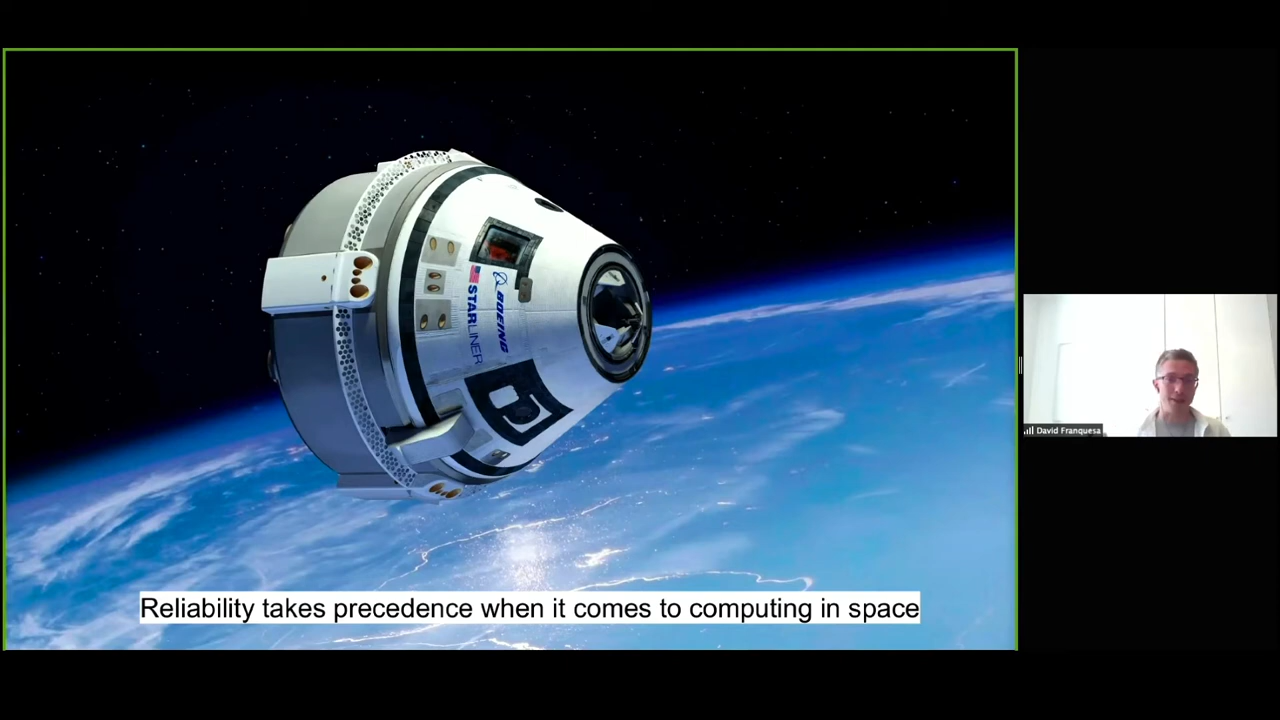 BOEING
STARLINER
Reliability takes precedence when it comes to computing in space
David Franquesa